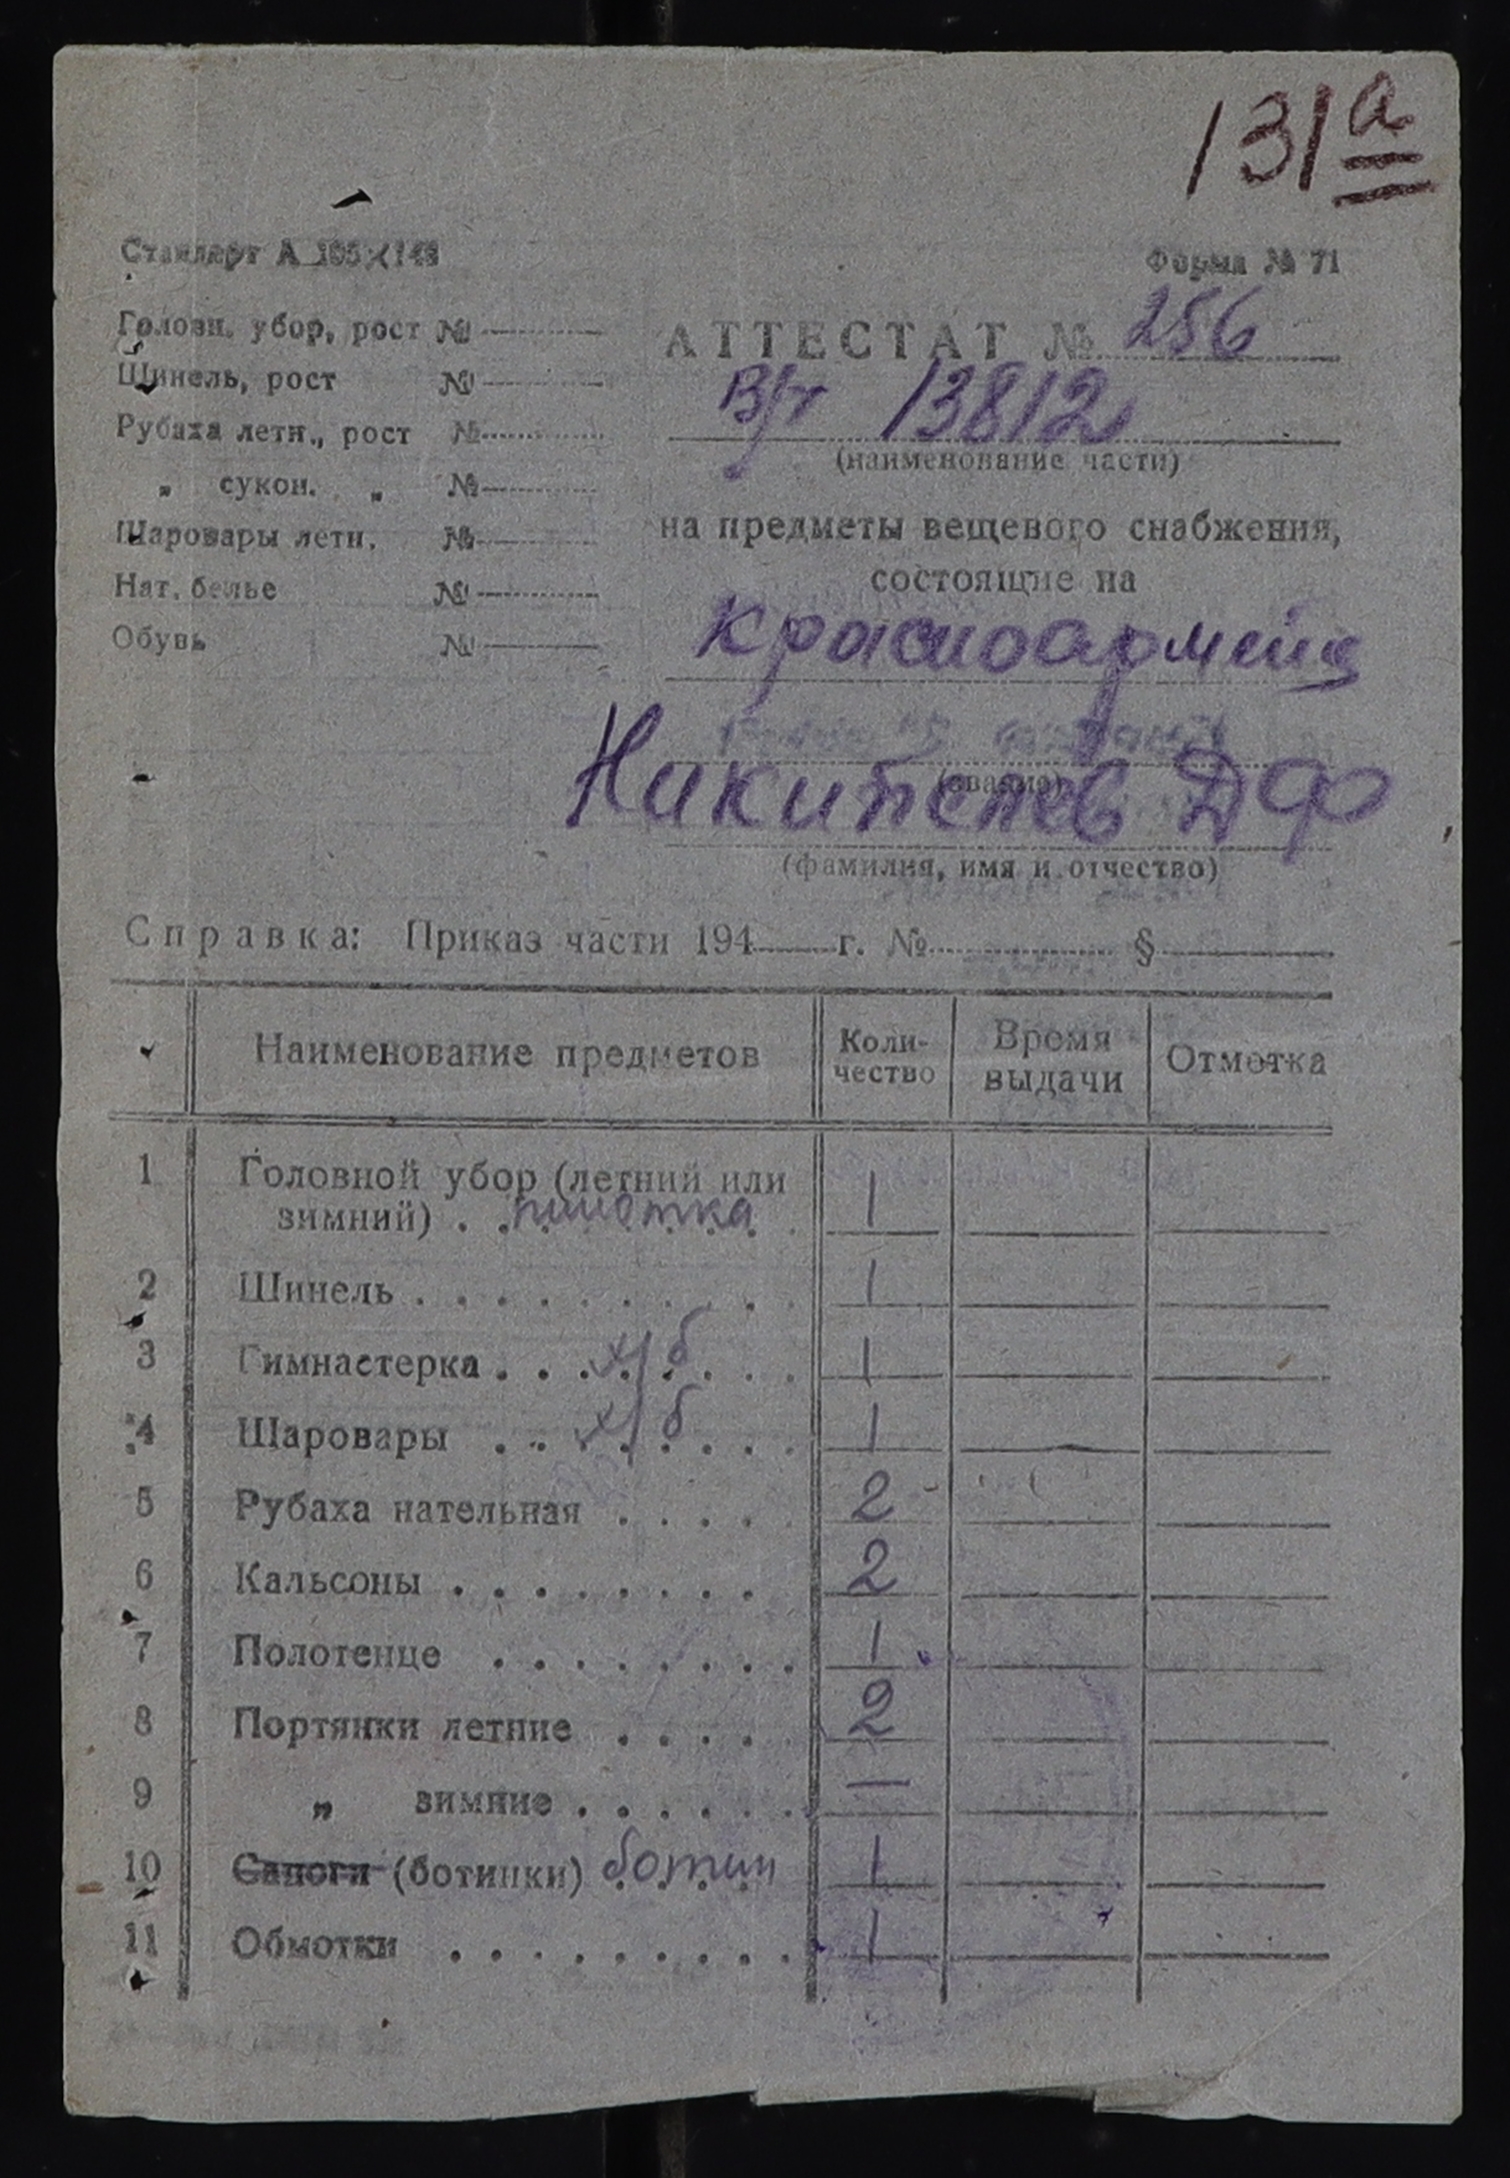 131а
Стандарт А 105×148
Форма № 71
Головн. убор, рост №
Шинель, рост №
Рубаха летн., рост №
„ сукон. „ №
Шаровары летн. №
Нат. белье №
Обувь №
АТТЕСТАТ № 256
В/ч 13812
(наименование части)
на предметы вещевого снабжения,
состоящие на
красноармейц
(звание)
Никителев ДФ
(фамилия, имя и отчество)
Справка: Приказ части 194 г. № §
Наименование предметов Коли-чество Время выдачи Отметка
1 Головной убор (летний или
зимний) . . пилотка 1
2 Шинель 1
3 Гимнастерка х/б 1
4 Шаровары х/б 1
5 Рубаха нательная 2
6 Кальсоны 2
7 Полотенце 1
8 Портянки летние 2
9 „ зимние —
10 Сапоги (ботинки) ботин 1
11 Обмотки 1